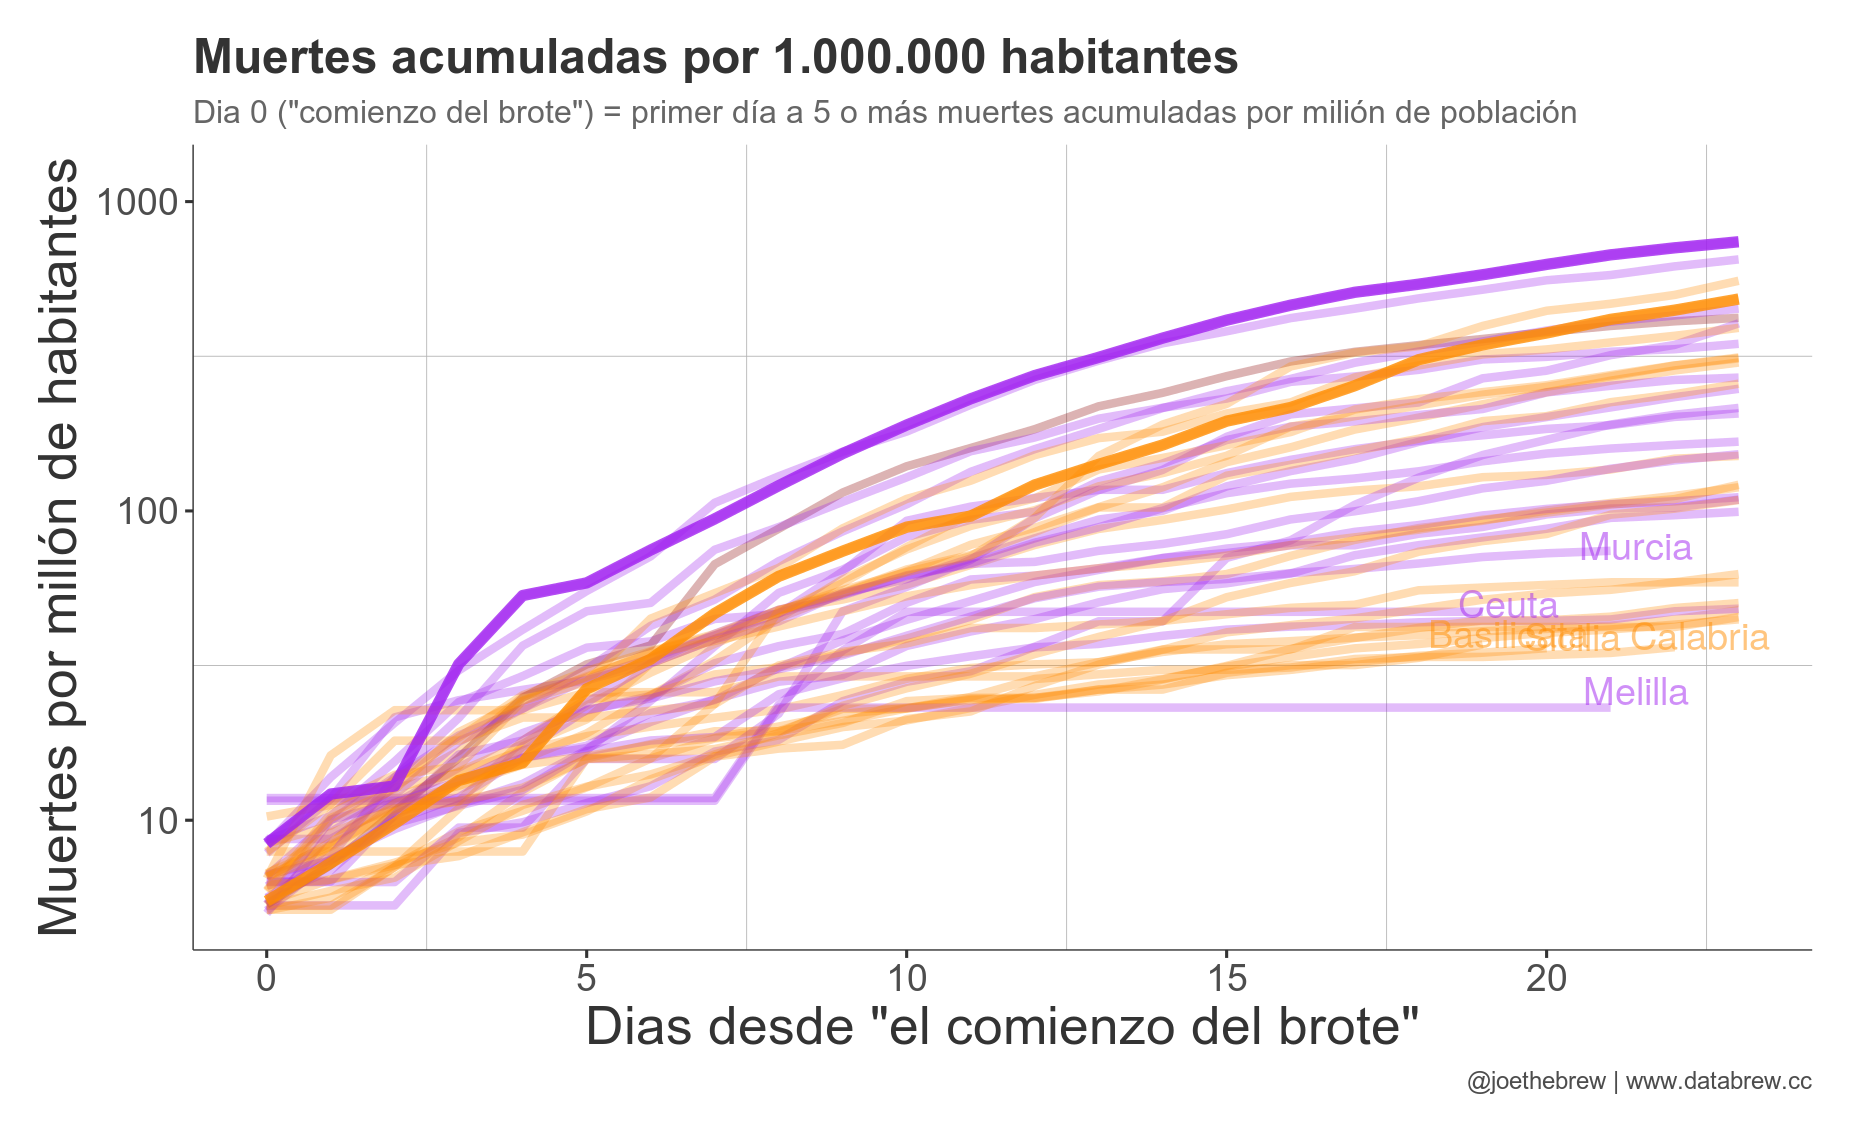 Muertes acumuladas por 1.000.000 habitantes
Dia 0 ("comienzo del brote") = primer día a 5 o más muertes acumuladas por milión de población
Muertes por millón de habitantes
1000
100
10
Murcia
Ceuta
Basilicata
Sicilia
Calabria
Melilla
0 5 10 15 20
Dias desde "el comienzo del brote"
@joethebrew | www.databrew.cc